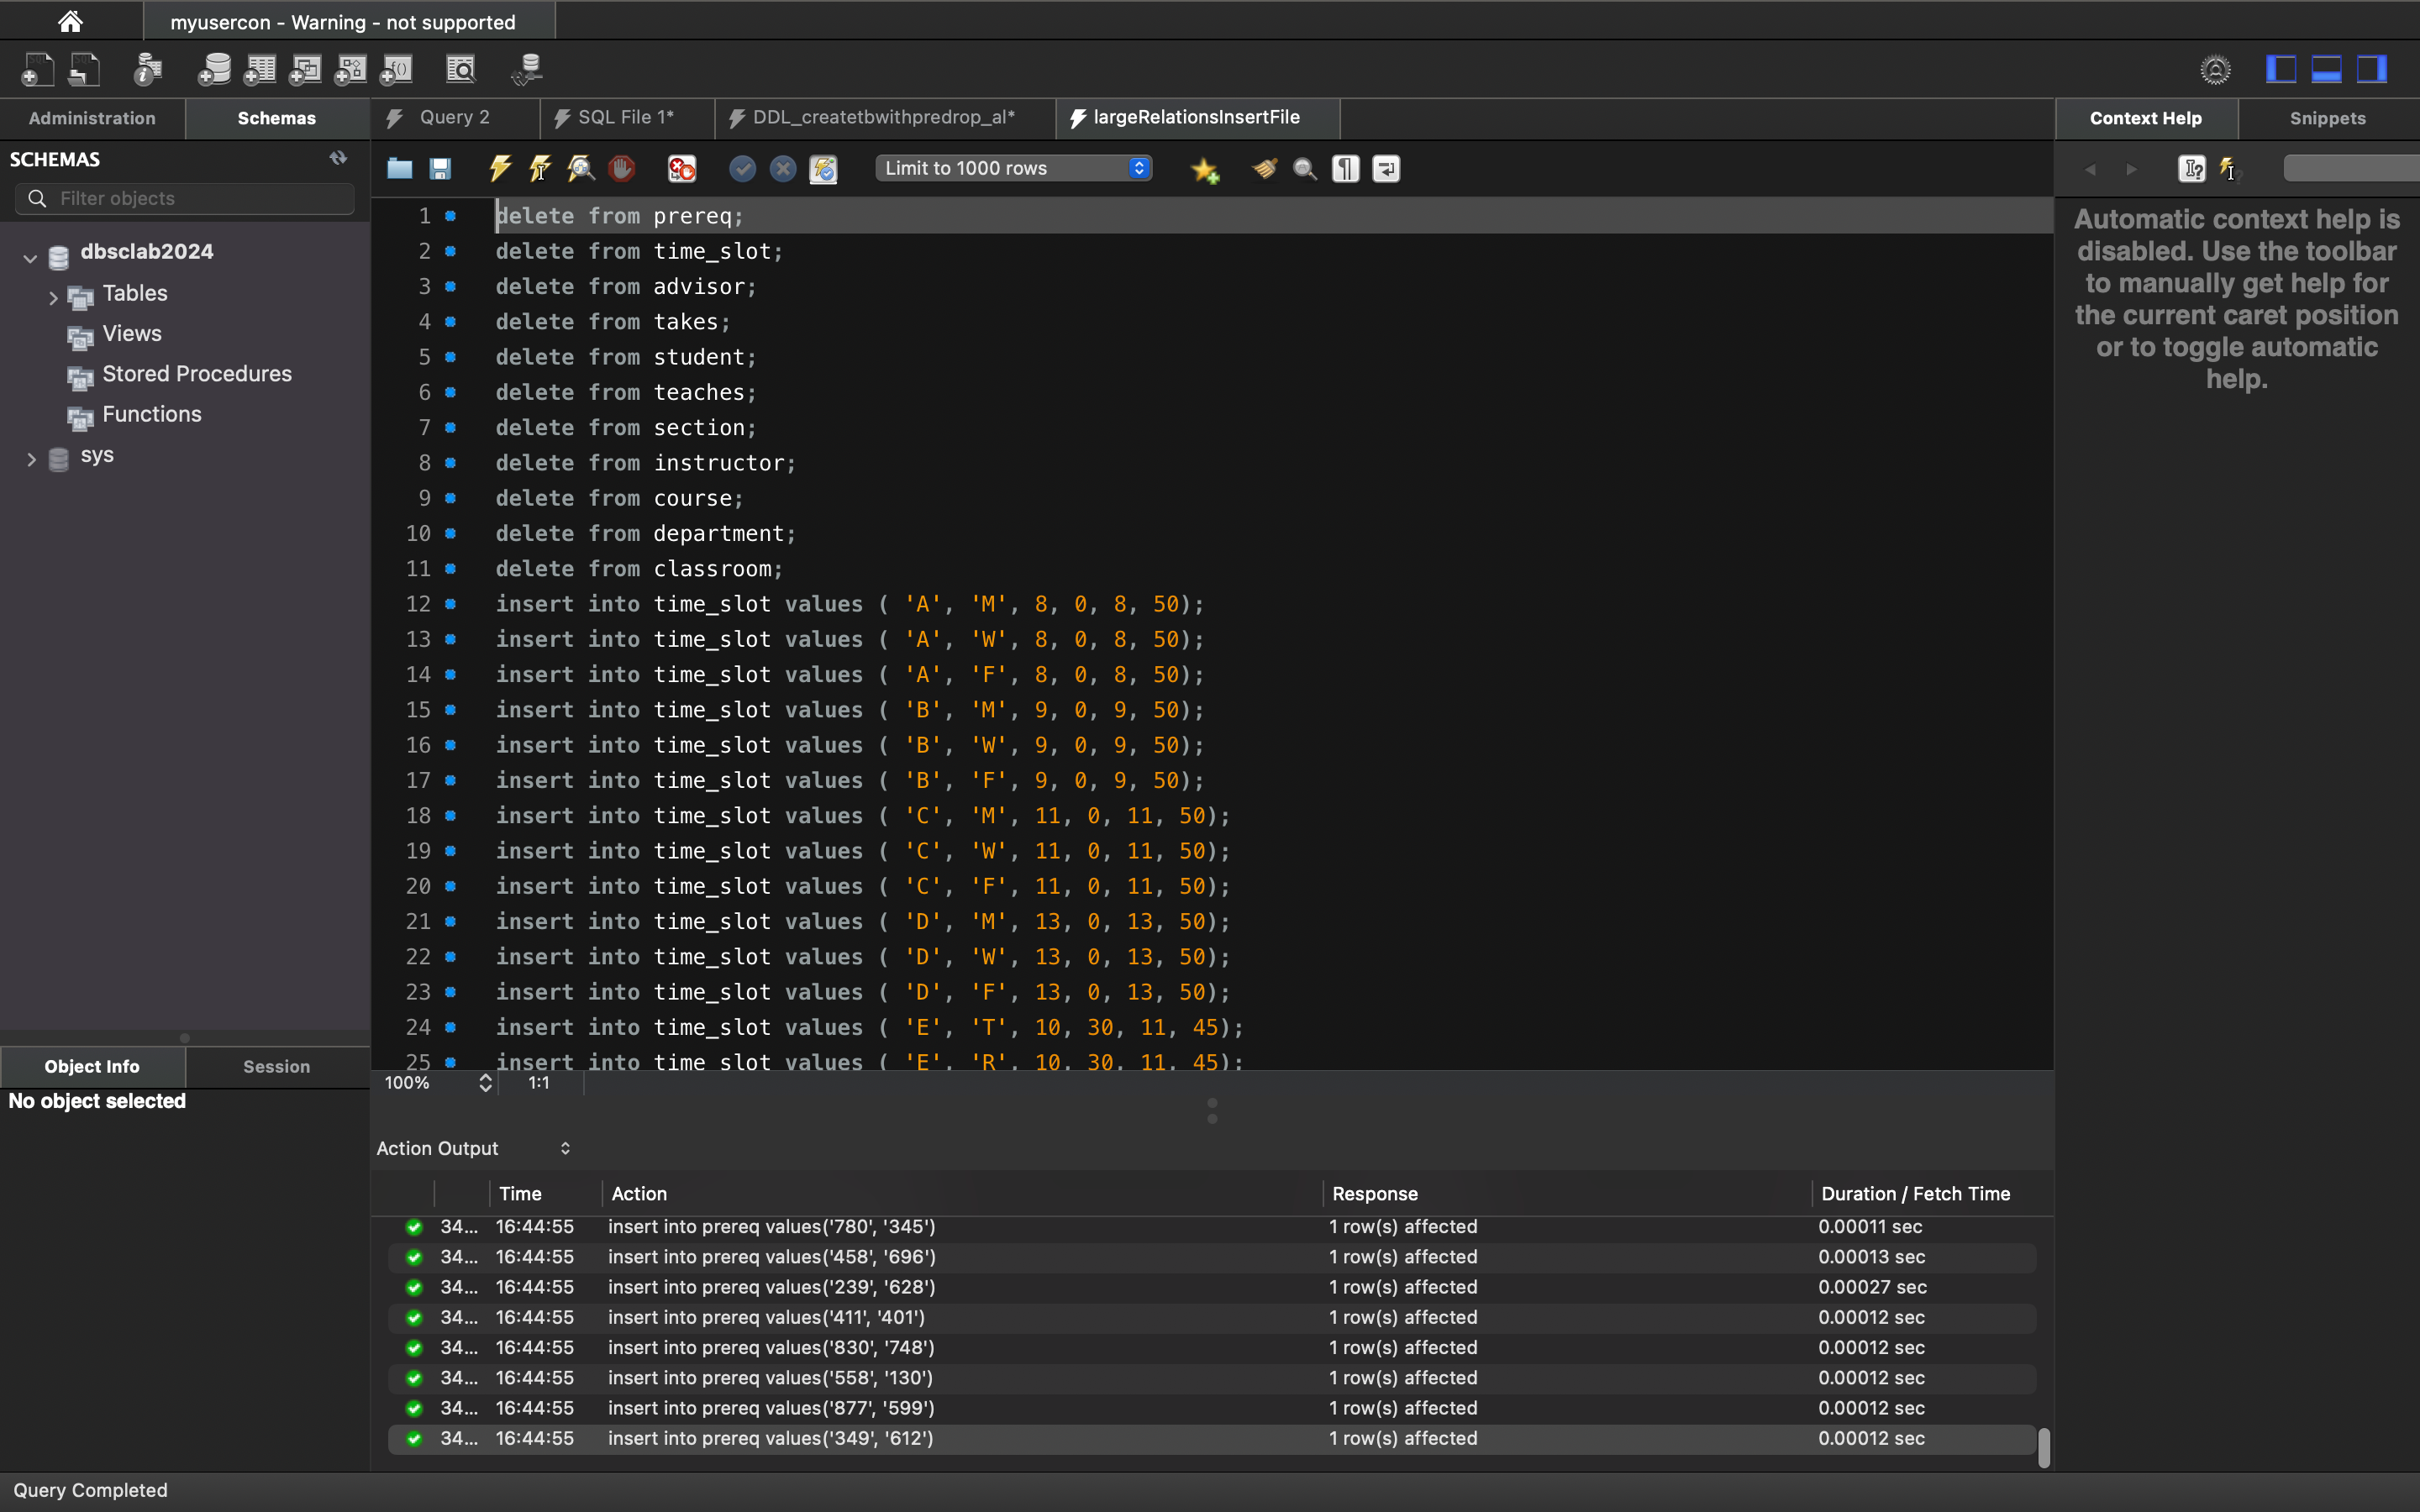 myusercon - Warning - not supported
Administration
Schemas
Query 2
SQL File 1*
DDL_createtbwithpredrop_al*
largeRelationsInsertFile
Context Help
Snippets
SCHEMAS
Filter objects
Limit to 1000 rows
dbsclab2024
Tables
Views
Stored Procedures
Functions
sys
1 delete from prereq;
2 delete from time_slot;
3 delete from advisor;
4 delete from takes;
5 delete from student;
6 delete from teaches;
7 delete from section;
8 delete from instructor;
9 delete from course;
10 delete from department;
11 delete from classroom;
12 insert into time_slot values ( 'A', 'M', 8, 0, 8, 50);
13 insert into time_slot values ( 'A', 'W', 8, 0, 8, 50);
14 insert into time_slot values ( 'A', 'F', 8, 0, 8, 50);
15 insert into time_slot values ( 'B', 'M', 9, 0, 9, 50);
16 insert into time_slot values ( 'B', 'W', 9, 0, 9, 50);
17 insert into time_slot values ( 'B', 'F', 9, 0, 9, 50);
18 insert into time_slot values ( 'C', 'M', 11, 0, 11, 50);
19 insert into time_slot values ( 'C', 'W', 11, 0, 11, 50);
20 insert into time_slot values ( 'C', 'F', 11, 0, 11, 50);
21 insert into time_slot values ( 'D', 'M', 13, 0, 13, 50);
22 insert into time_slot values ( 'D', 'W', 13, 0, 13, 50);
23 insert into time_slot values ( 'D', 'F', 13, 0, 13, 50);
24 insert into time_slot values ( 'E', 'T', 10, 30, 11, 45);
25 insert into time_slot values ( 'E', 'R', 10, 30, 11, 45);
Automatic context help is
disabled. Use the toolbar
to manually get help for
the current caret position
or to toggle automatic
help.
Object Info
Session
No object selected
100%
1:1
Action Output
Time Action Response Duration / Fetch Time
34... 16:44:55 insert into prereq values('780', '345') 1 row(s) affected 0.00011 sec
34... 16:44:55 insert into prereq values('458', '696') 1 row(s) affected 0.00013 sec
34... 16:44:55 insert into prereq values('239', '628') 1 row(s) affected 0.00027 sec
34... 16:44:55 insert into prereq values('411', '401') 1 row(s) affected 0.00012 sec
34... 16:44:55 insert into prereq values('830', '748') 1 row(s) affected 0.00012 sec
34... 16:44:55 insert into prereq values('558', '130') 1 row(s) affected 0.00012 sec
34... 16:44:55 insert into prereq values('877', '599') 1 row(s) affected 0.00012 sec
34... 16:44:55 insert into prereq values('349', '612') 1 row(s) affected 0.00012 sec
Query Completed